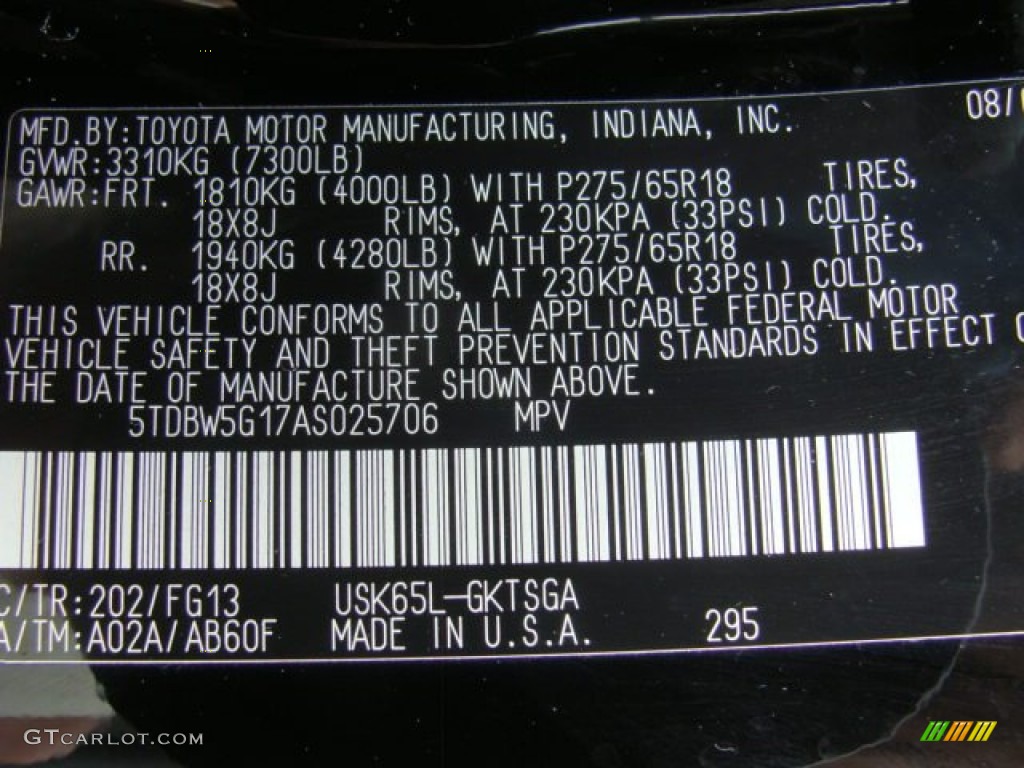 08/
MFD.BY:TOYOTA MOTOR MANUFACTURING, INDIANA, INC.
GVWR:3310KG (7300LB)
GAWR:FRT. 1810KG (4000LB) WITH P275/65R18 TIRES,
18X8J RIMS, AT 230KPA (33PSI) COLD.
RR. 1940KG (4280LB) WITH P275/65R18 TIRES,
18X8J RIMS, AT 230KPA (33PSI) COLD.
THIS VEHICLE CONFORMS TO ALL APPLICABLE FEDERAL MOTOR
VEHICLE SAFETY AND THEFT PREVENTION STANDARDS IN EFFECT
THE DATE OF MANUFACTURE SHOWN ABOVE.
5TDBW5G17AS025706 MPV
C/TR:202/FG13 USK65L-GKTSGA
A/TM:A02A/AB60F MADE IN U.S.A. 295
GTCARLOT.COM